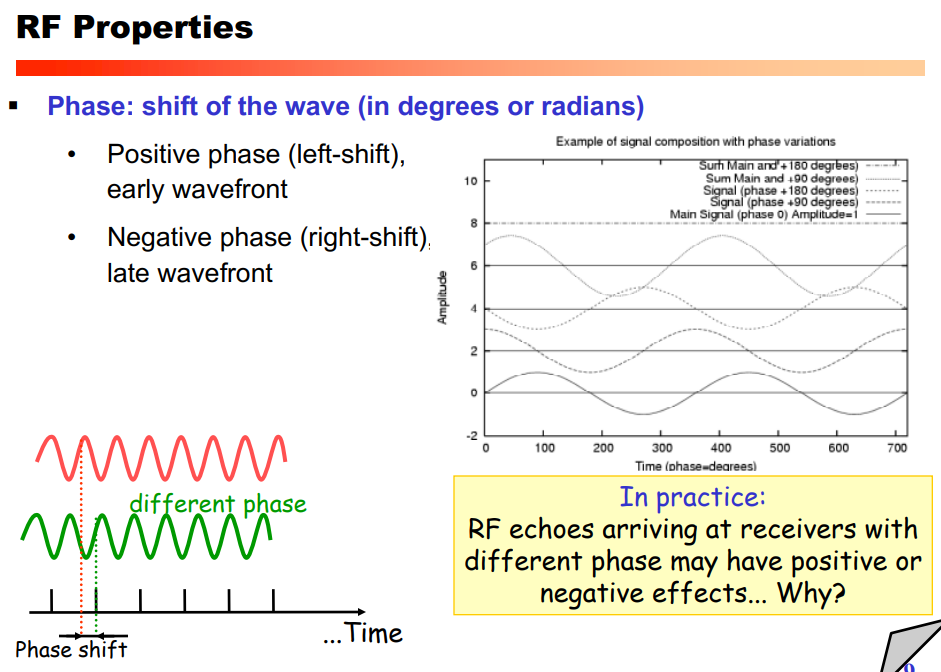 RF Properties
▪ Phase: shift of the wave (in degrees or radians)
• Positive phase (left-shift),
early wavefront
• Negative phase (right-shift),
late wavefront
Example of signal composition with phase variations
Sum Main and +180 degrees)
Sum Main and +90 degrees)
Signal (phase +180 degrees)
Signal (phase +90 degrees)
Main Signal (phase 0) Amplitude=1
10
8
6
4
2
0
-2
Amplitude
0 100 200 300 400 500 600 700
Time (phase=degrees)
different phase
...Time
Phase shift
In practice:
RF echoes arriving at receivers with
different phase may have positive or
negative effects... Why?
9